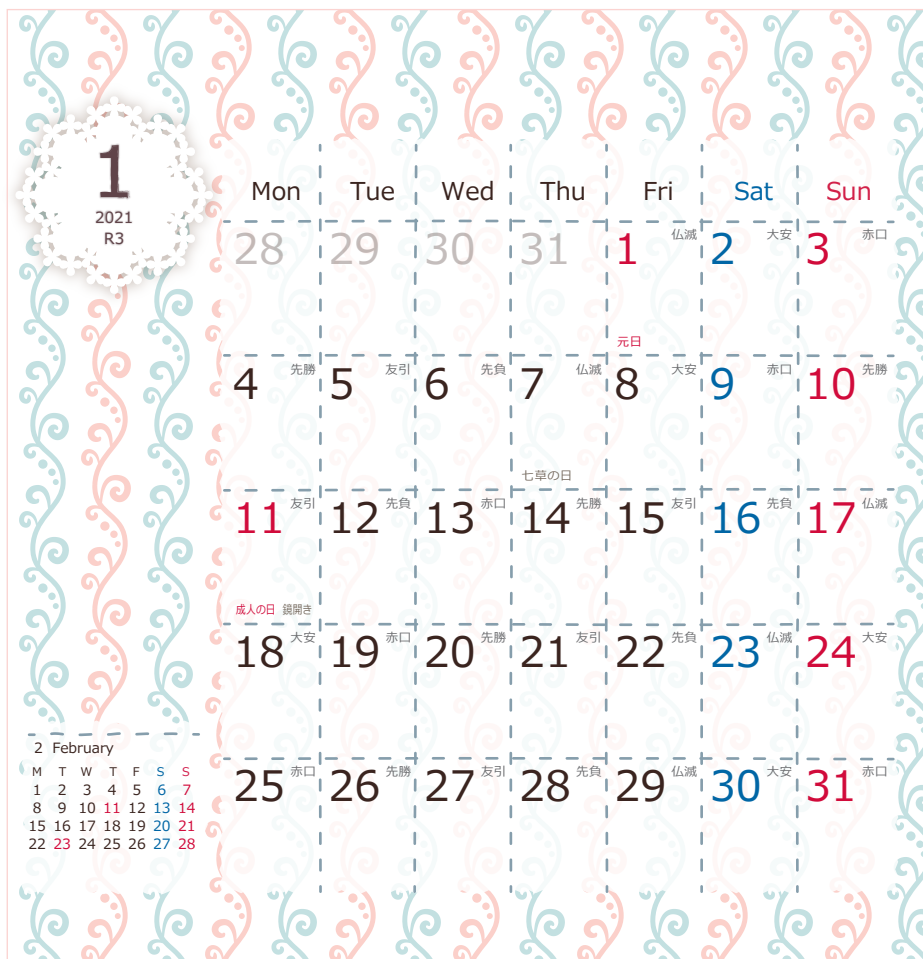 1
2021
R3
Mon Tue Wed Thu Fri Sat Sun
28 29 30 31 1 仏滅 2 大安 3 赤口
元日
4 先勝 5 友引 6 先負 7 仏滅 8 大安 9 赤口 10 先勝
七草の日
11 友引 12 先負 13 赤口 14 先勝 15 友引 16 先負 17 仏滅
成人の日 鏡開き
18 大安 19 赤口 20 先勝 21 友引 22 先負 23 仏滅 24 大安
25 赤口 26 先勝 27 友引 28 先負 29 仏滅 30 大安 31 赤口
2 February
M T W T F S S
1 2 3 4 5 6 7
8 9 10 11 12 13 14
15 16 17 18 19 20 21
22 23 24 25 26 27 28